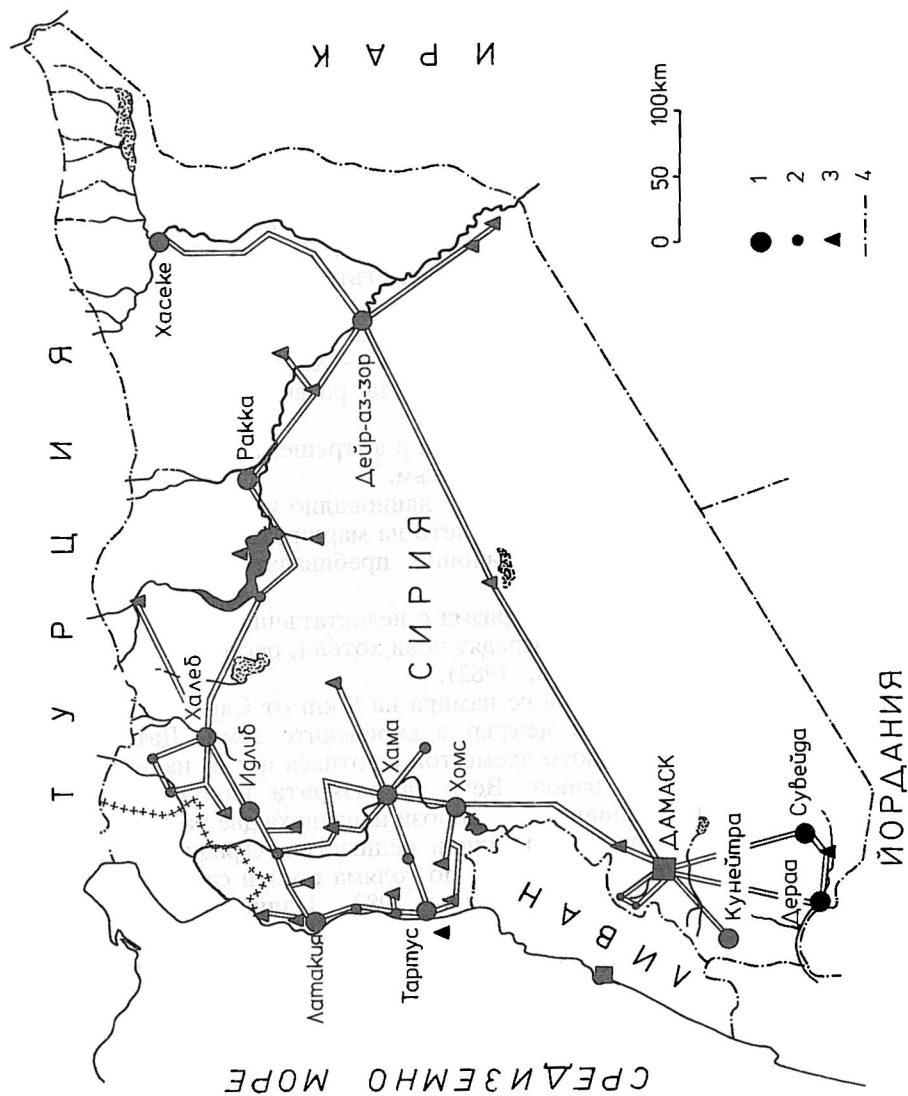 ТУРЦИЯ
ИРАК
СИРИЯ
ЛИВАН
ЙОРДАНИЯ
СРЕДИЗЕМНО МОРЕ
Хасеке
Ракка
Дейр-аз-зор
Халеб
Идлиб
Латакия
Хама
Хомс
Тартус
ДАМАСК
Кунейтра
Сувейда
Дераа
0 50 100km
1
2
3
4